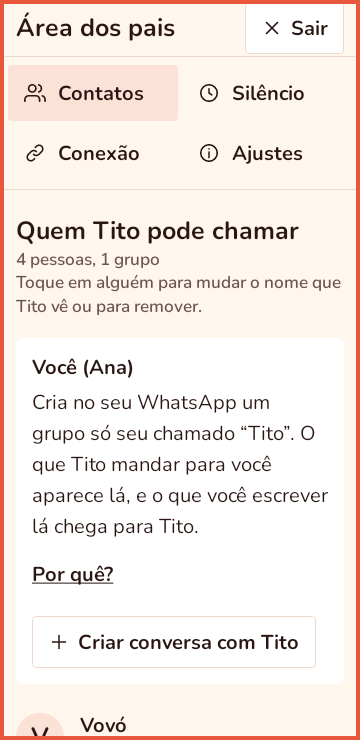 Área dos pais
Sair
Contatos
Silêncio
Conexão
Ajustes
Quem Tito pode chamar
4 pessoas, 1 grupo
Toque em alguém para mudar o nome que
Tito vê ou para remover.
Você (Ana)
Cria no seu WhatsApp um
grupo só seu chamado “Tito”. O
que Tito mandar para você
aparece lá, e o que você escrever
lá chega para Tito.
Por quê?
Criar conversa com Tito
V
Vovó